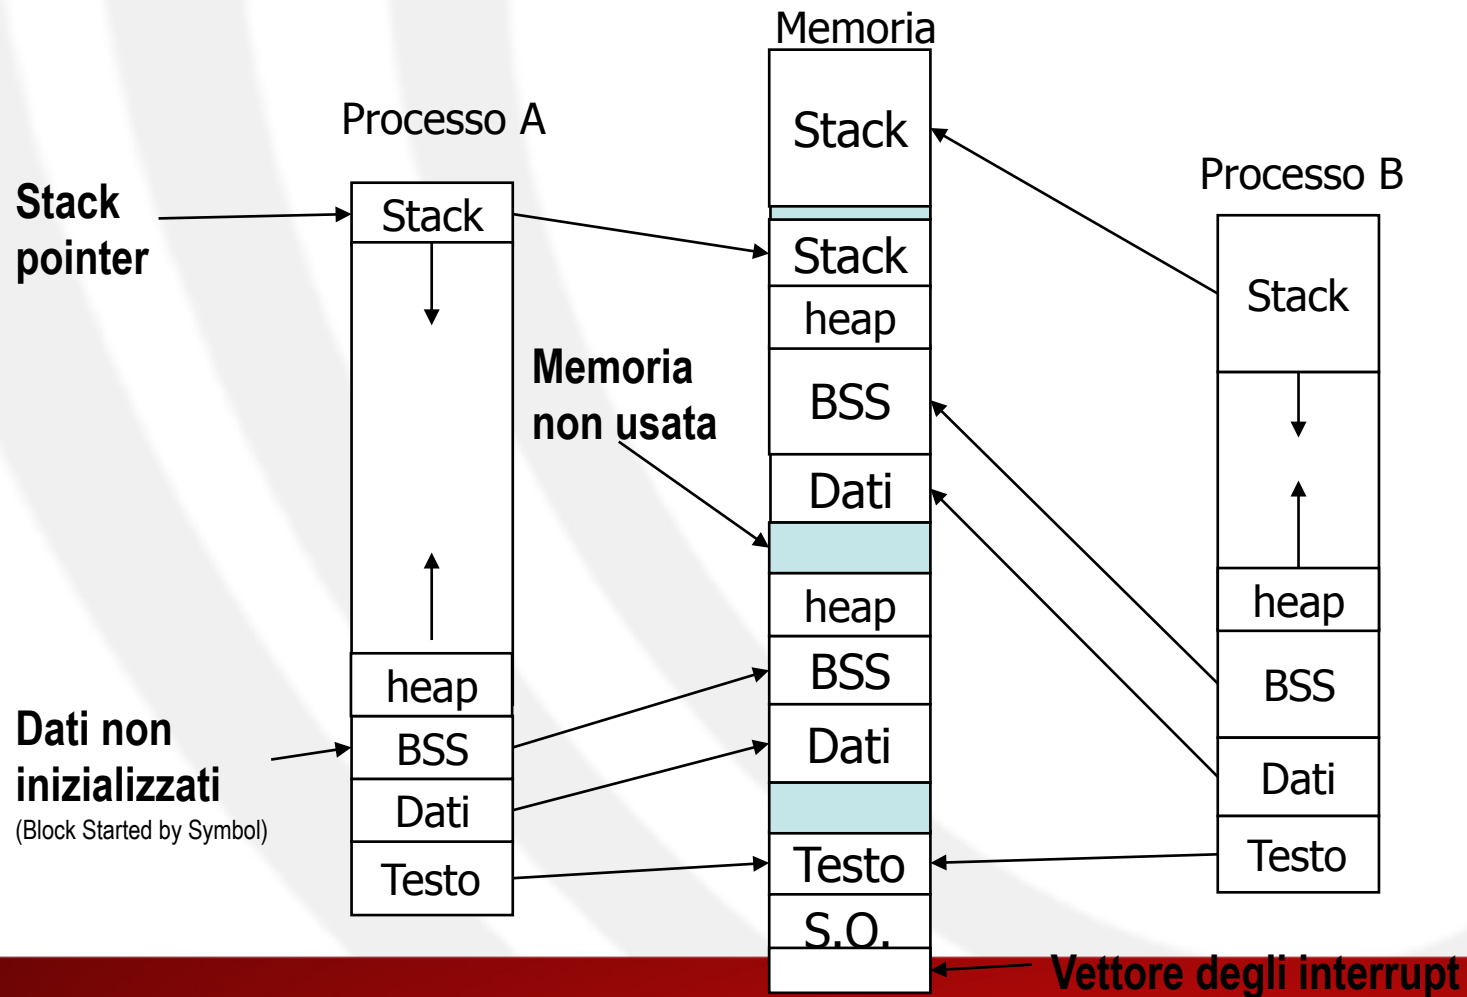 Memoria
Processo A
Processo B
Stack
pointer
Stack
heap
BSS
Dati
Testo
Memoria
non usata
Dati non
inizializzati
(Block Started by Symbol)
Stack
Stack
heap
BSS
Dati
heap
BSS
Dati
Testo
S.O.
Stack
heap
BSS
Dati
Testo
Vettore degli interrupt